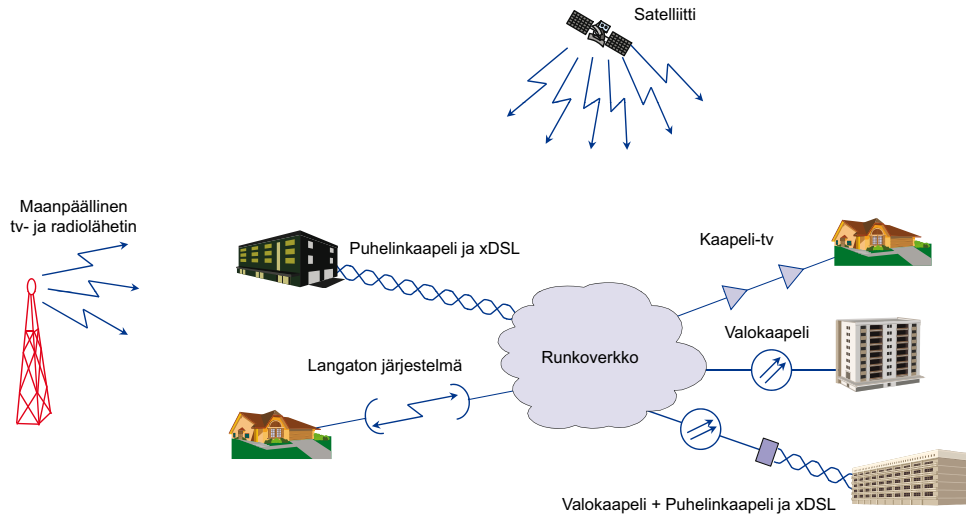 Satelliitti
Maanpäällinen
tv- ja radiolähetin
Puhelinkaapeli ja xDSL
Kaapeli-tv
Valokaapeli
Runkoverkko
Langaton järjestelmä
Valokaapeli + Puhelinkaapeli ja xDSL